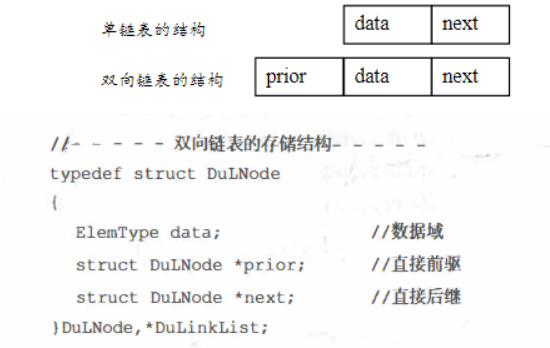 单链表的结构 data next
双向链表的结构 prior data next
//- - - - - 双向链表的存储结构- - - - -
typedef struct DuLNode
{
ElemType data; //数据域
struct DuLNode *prior; //直接前驱
struct DuLNode *next; //直接后继
}DuLNode,*DuLinkList;